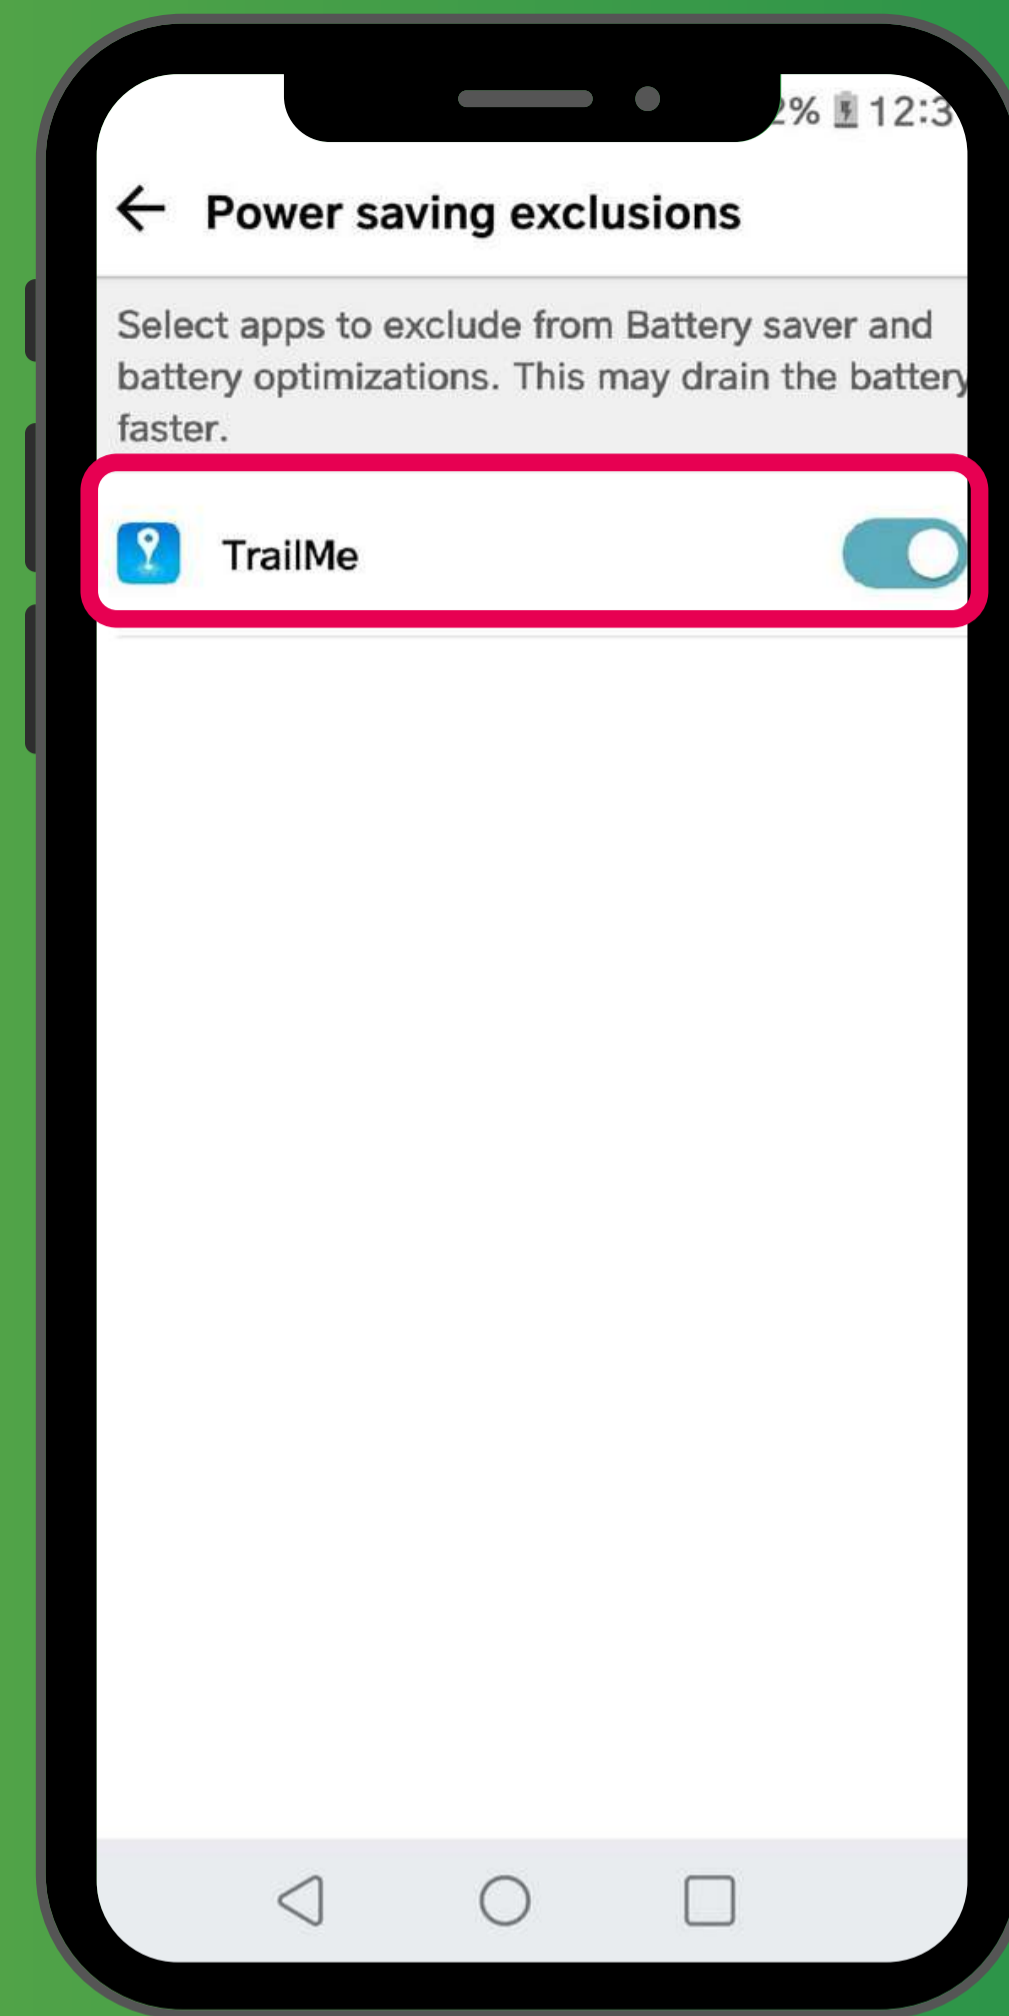 2% 12:3
Power saving exclusions
Select apps to exclude from Battery saver and
battery optimizations. This may drain the battery
faster.
TrailMe